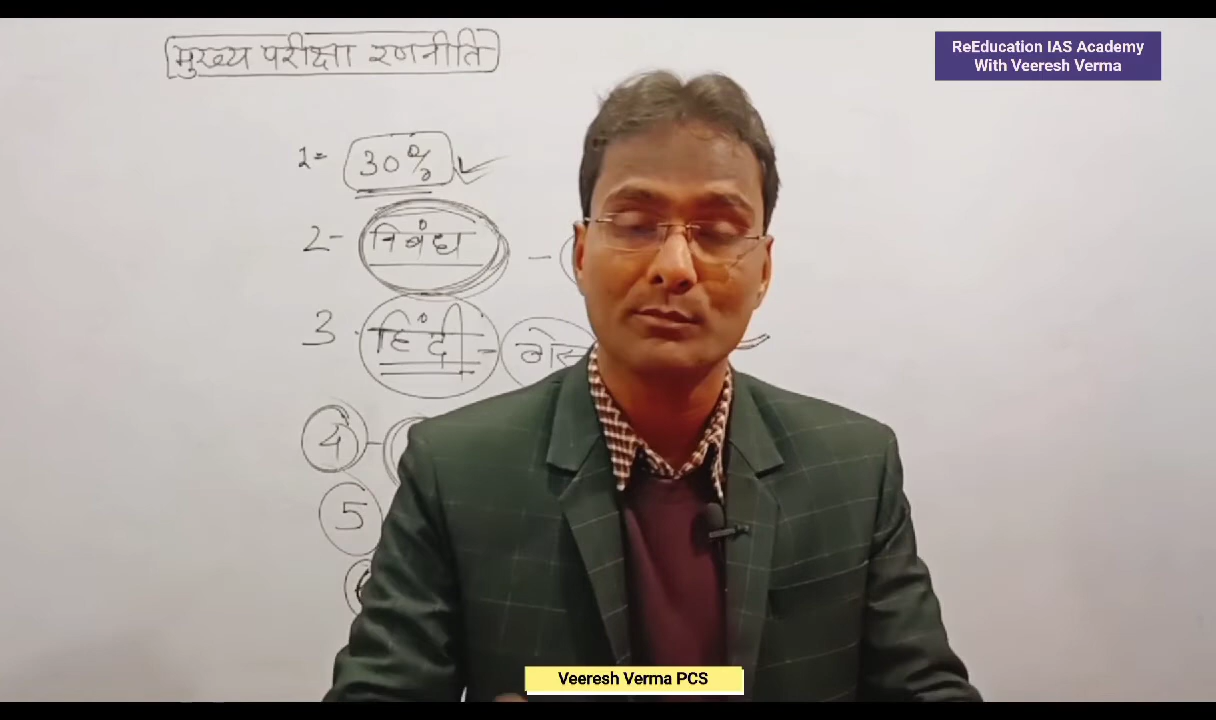 मुख्य परीक्षा रणनीति
ReEducation IAS Academy
With Veeresh Verma
1= 30%
2- निबंध -
3. हिंदी -
4 -
5
Veeresh Verma PCS